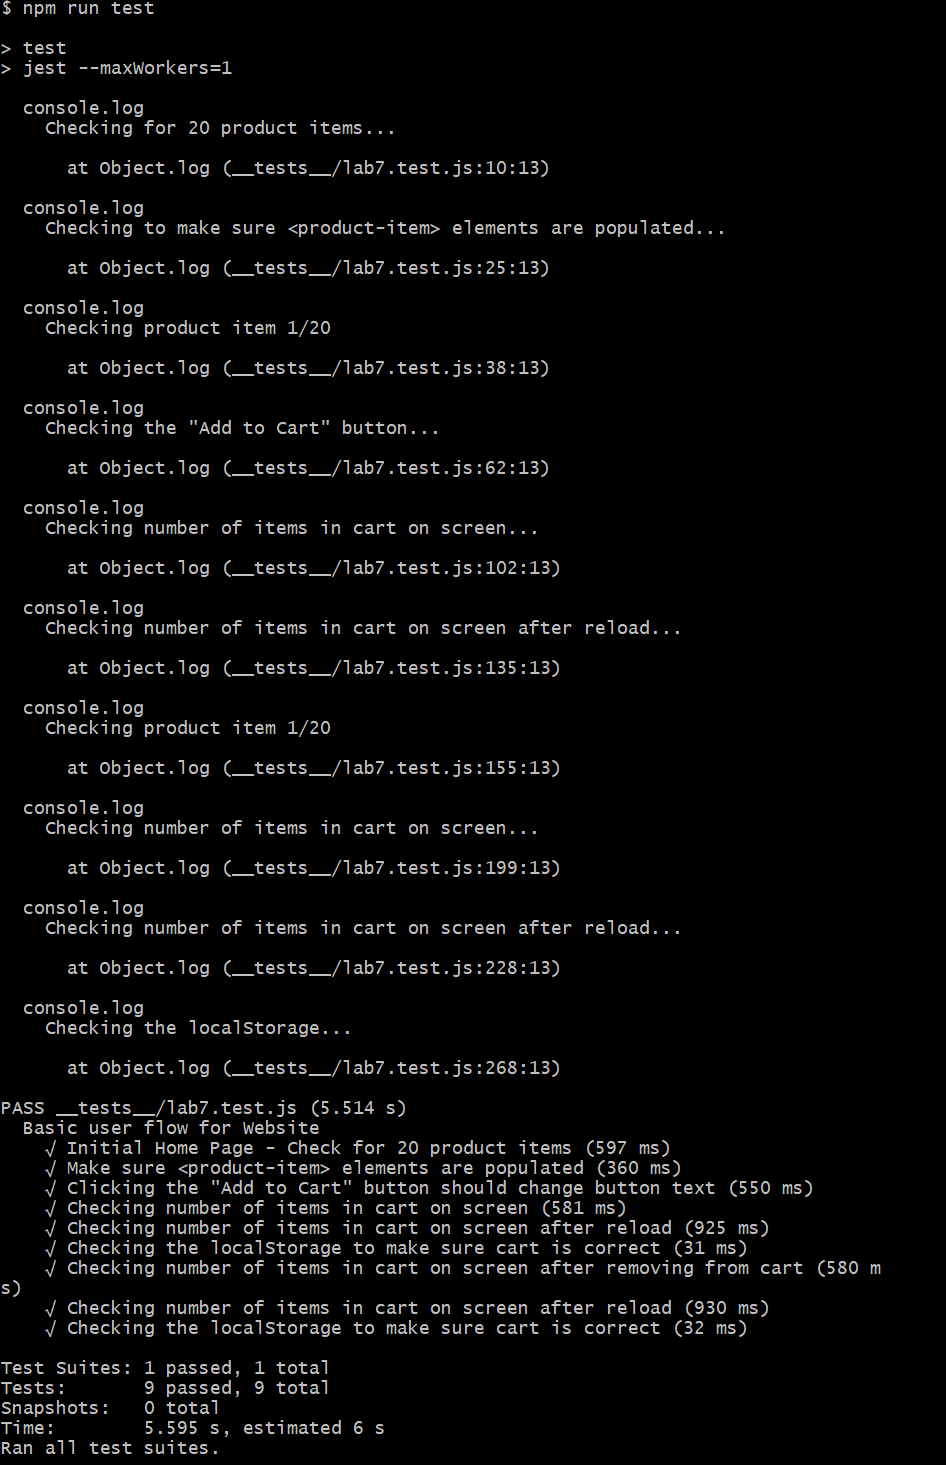 $ npm run test
> test
> jest --maxWorkers=1
console.log
Checking for 20 product items...
at Object.log (__tests__/lab7.test.js:10:13)
console.log
Checking to make sure <product-item> elements are populated...
at Object.log (__tests__/lab7.test.js:25:13)
console.log
Checking product item 1/20
at Object.log (__tests__/lab7.test.js:38:13)
console.log
Checking the "Add to Cart" button...
at Object.log (__tests__/lab7.test.js:62:13)
console.log
Checking number of items in cart on screen...
at Object.log (__tests__/lab7.test.js:102:13)
console.log
Checking number of items in cart on screen after reload...
at Object.log (__tests__/lab7.test.js:135:13)
console.log
Checking product item 1/20
at Object.log (__tests__/lab7.test.js:155:13)
console.log
Checking number of items in cart on screen...
at Object.log (__tests__/lab7.test.js:199:13)
console.log
Checking number of items in cart on screen after reload...
at Object.log (__tests__/lab7.test.js:228:13)
console.log
Checking the localStorage...
at Object.log (__tests__/lab7.test.js:268:13)
PASS __tests__/lab7.test.js (5.514 s)
Basic user flow for Website
√ Initial Home Page - Check for 20 product items (597 ms)
√ Make sure <product-item> elements are populated (360 ms)
√ Clicking the "Add to Cart" button should change button text (550 ms)
√ Checking number of items in cart on screen (581 ms)
√ Checking number of items in cart on screen after reload (925 ms)
√ Checking the localStorage to make sure cart is correct (31 ms)
√ Checking number of items in cart on screen after removing from cart (580 m
s)
√ Checking number of items in cart on screen after reload (930 ms)
√ Checking the localStorage to make sure cart is correct (32 ms)
Test Suites: 1 passed, 1 total
Tests: 9 passed, 9 total
Snapshots: 0 total
Time: 5.595 s, estimated 6 s
Ran all test suites.